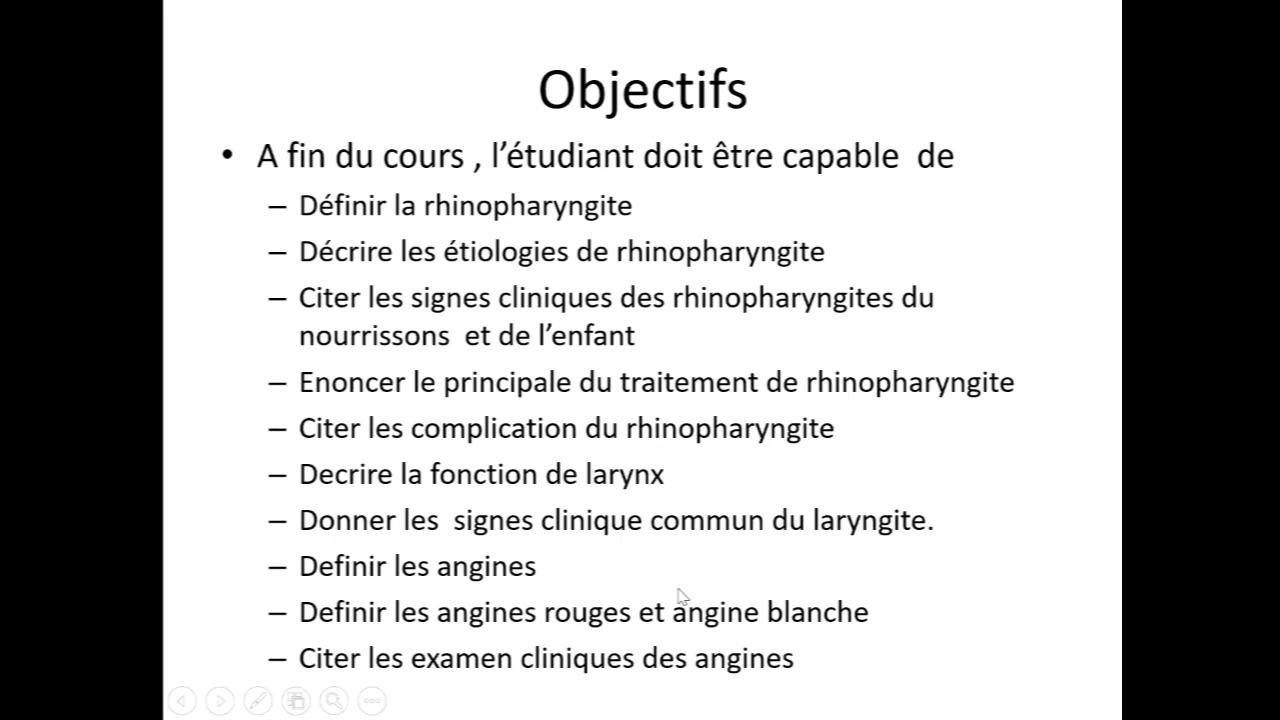 Objectifs
• A fin du cours , l’étudiant doit être capable  de
– Définir la rhinopharyngite
– Décrire les étiologies de rhinopharyngite
– Citer les signes cliniques des rhinopharyngites du
nourrissons  et de l’enfant
– Enoncer le principale du traitement de rhinopharyngite
– Citer les complication du rhinopharyngite
– Decrire la fonction de larynx
– Donner les  signes clinique commun du laryngite.
– Definir les angines
– Definir les angines rouges et angine blanche
– Citer les examen cliniques des angines